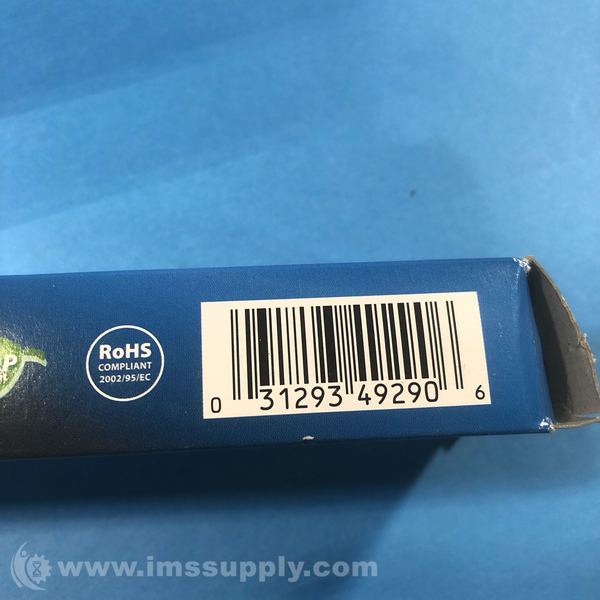 P
RoHS
COMPLIANT
2002/95/EC
0 31293 49290 6
www.imssupply.com